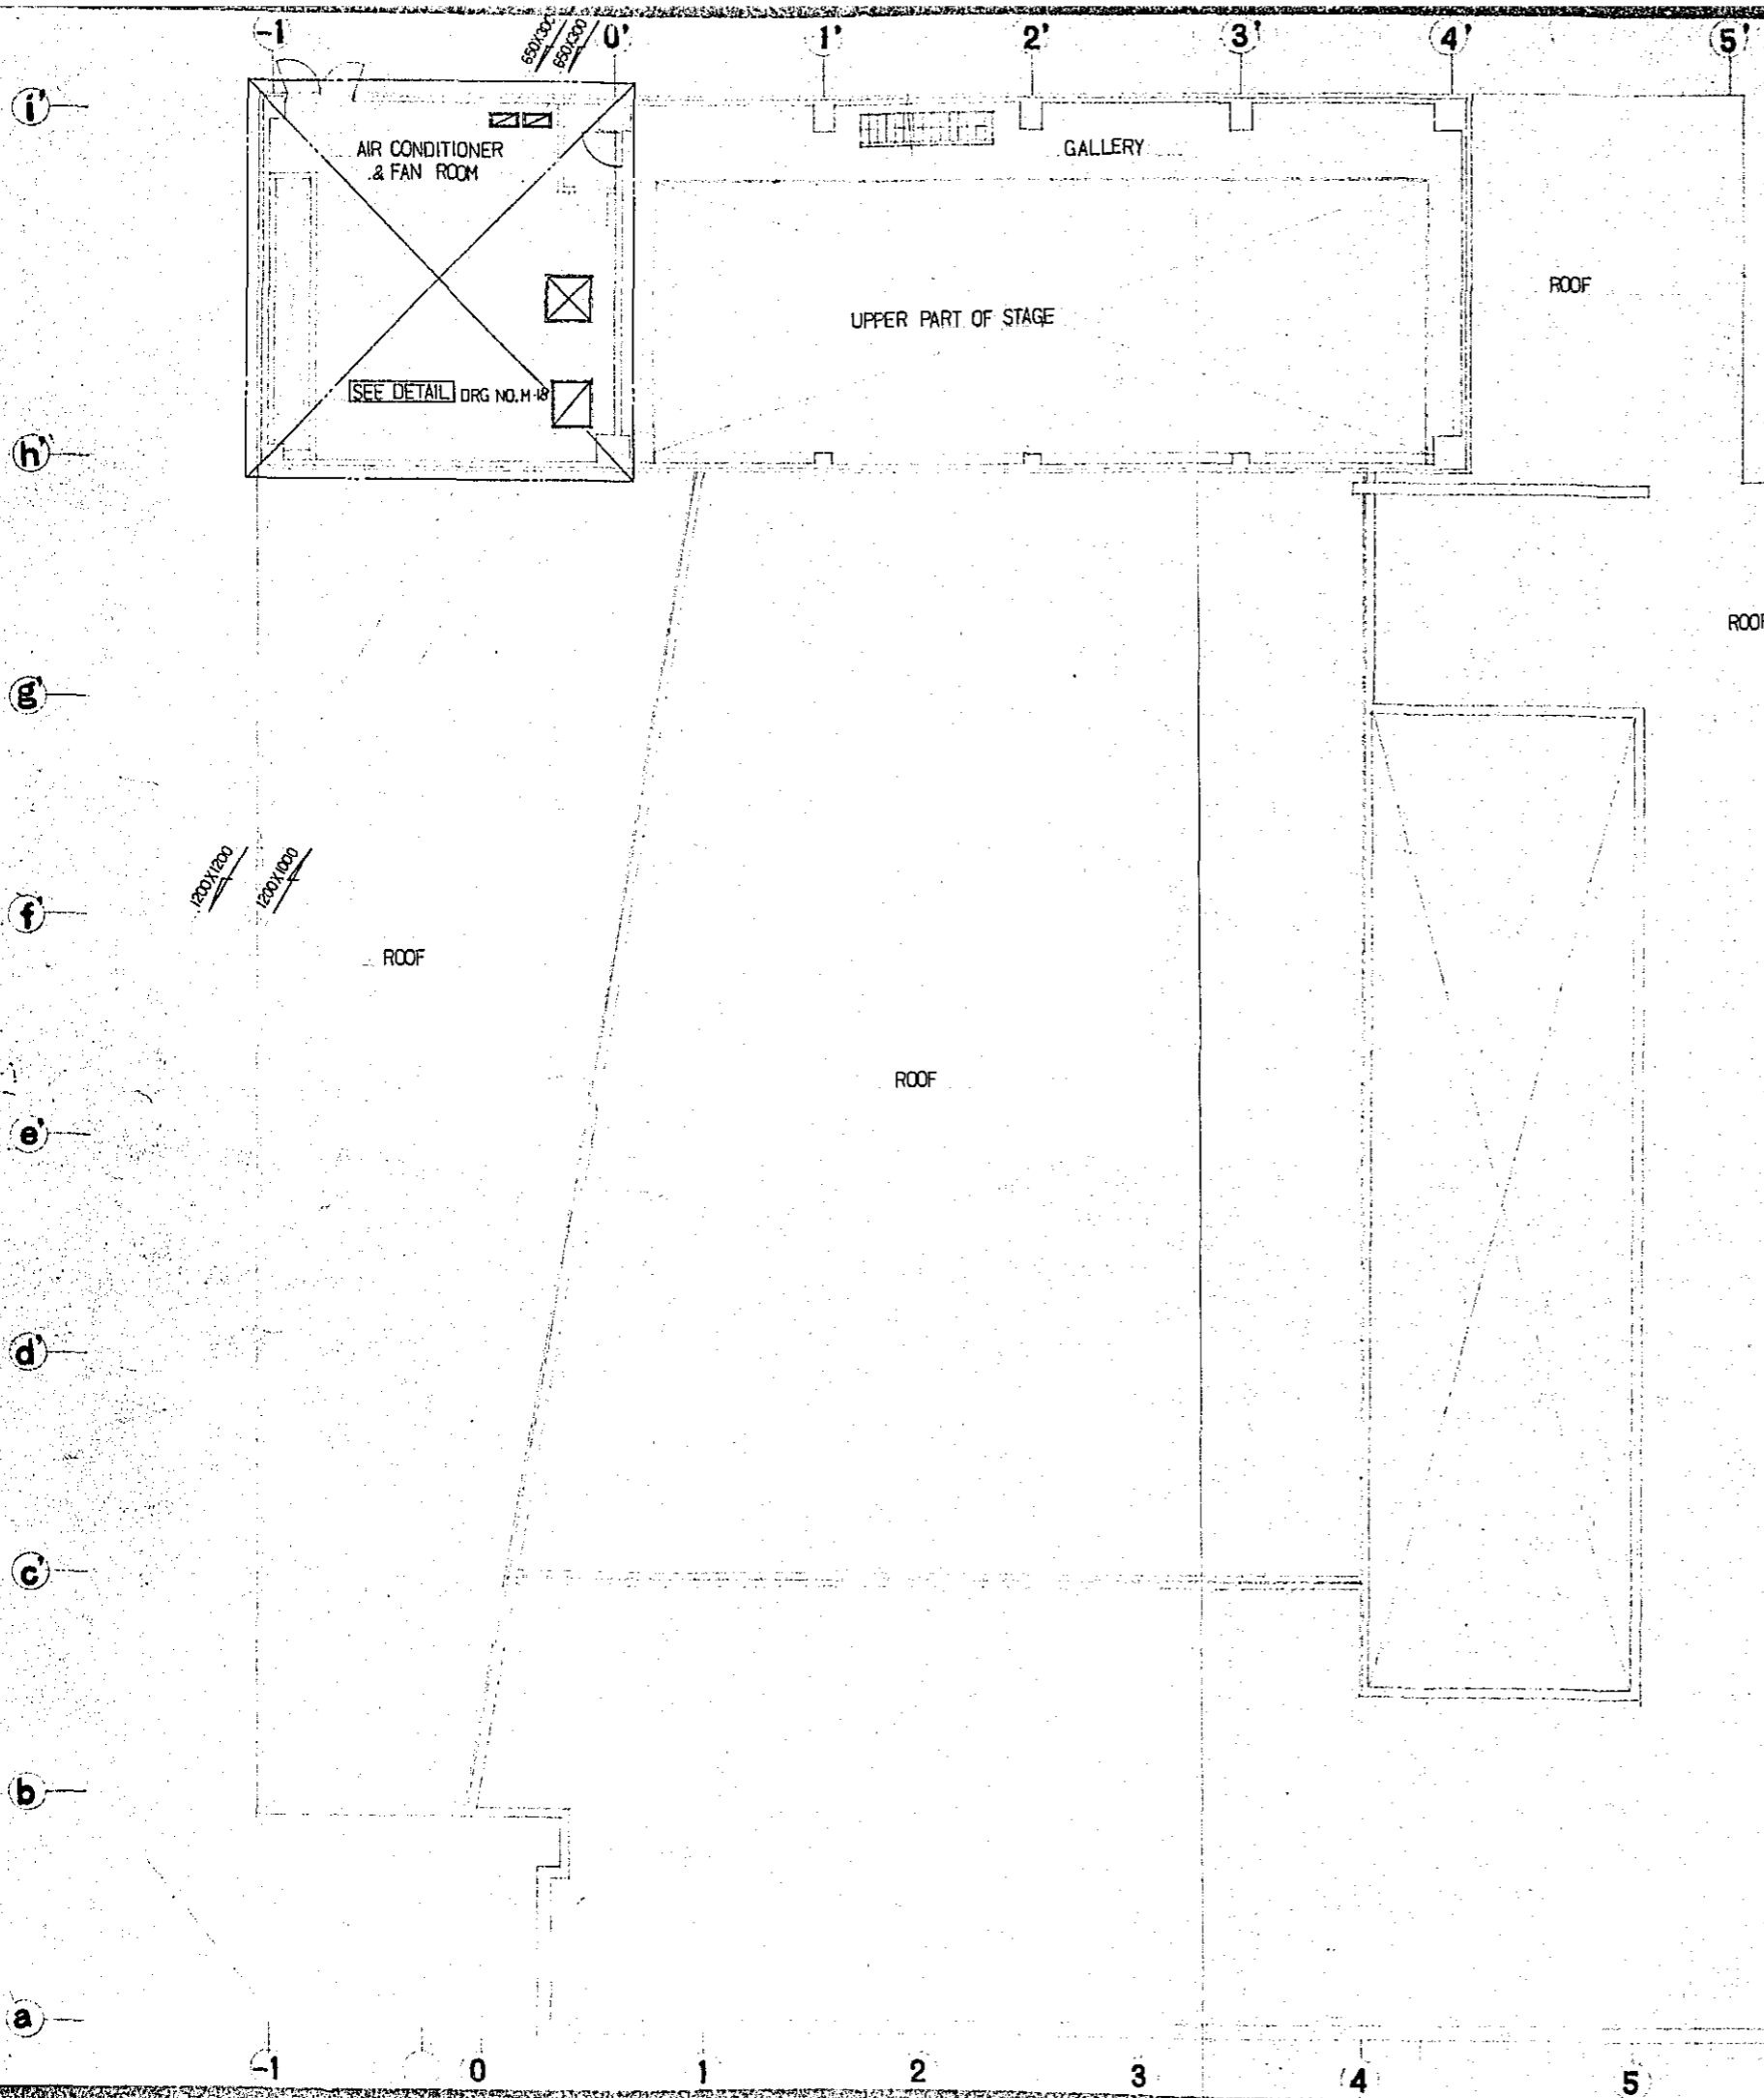 -1 0' 1' 2' 3' 4' 5'
650X300
650X300
i'
AIR CONDITIONER
& FAN ROOM
GALLERY
ROOF
UPPER PART OF STAGE
SEE DETAIL DRG NO. M-18
h'
ROOF
g'
1200X1200
1200X1000
f'
ROOF
ROOF
e'
d'
c'
b
a
-1 0 1 2 3 4 5